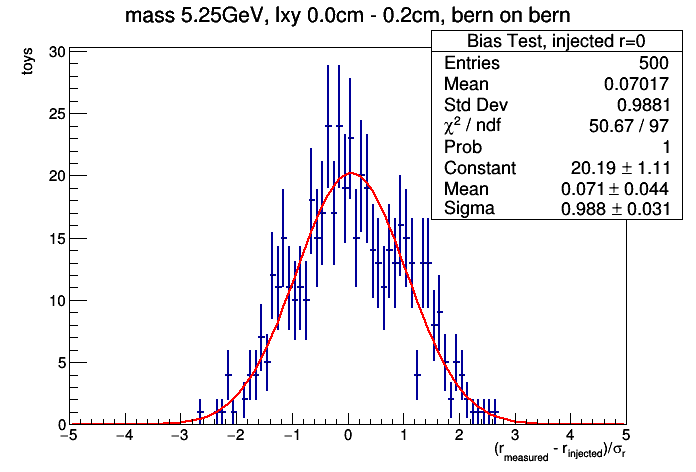 mass 5.25GeV, lxy 0.0cm - 0.2cm, bern on bern
Bias Test, injected r=0
Entries 500
Mean 0.07017
Std Dev 0.9881
χ² / ndf 50.67 / 97
Prob 1
Constant 20.19 ± 1.11
Mean 0.071 ± 0.044
Sigma 0.988 ± 0.031
toys
30
25
20
15
10
5
0
−5 −4 −3 −2 −1 0 1 2 3 4 5
(r_measured - r_injected)/σ_r